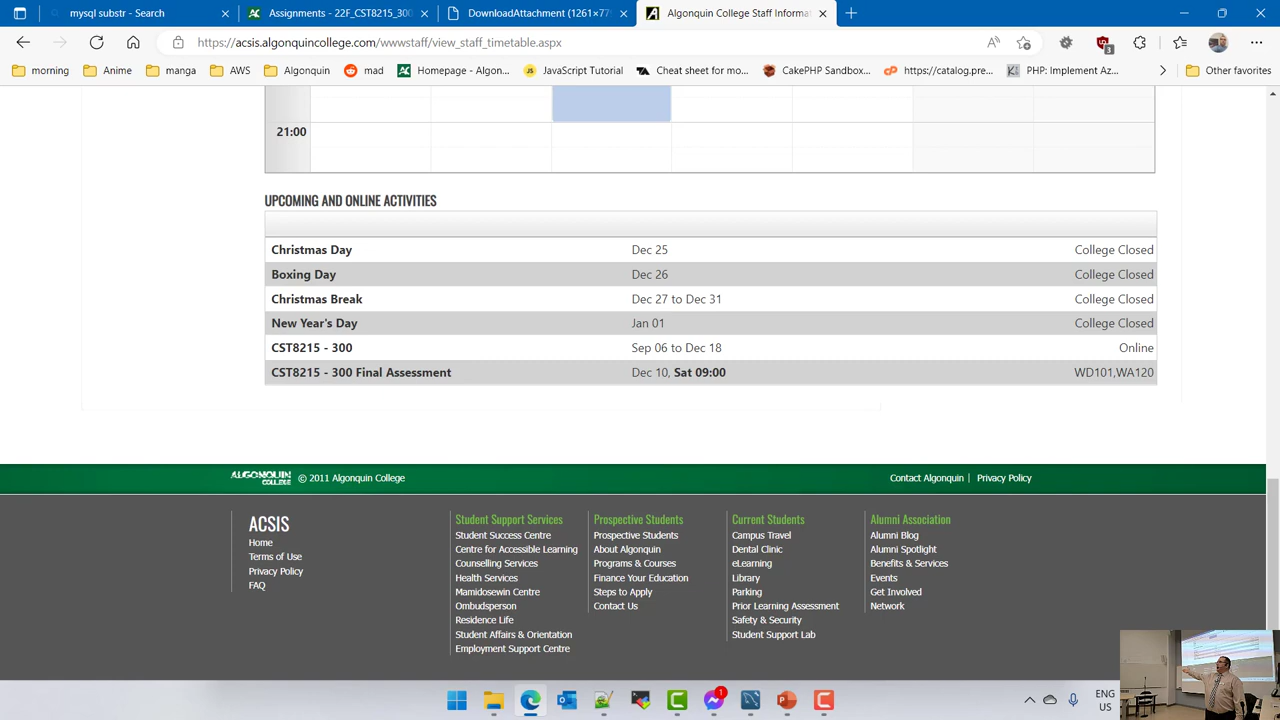 mysql substr - Search
Assignments - 22F_CST8215_300
DownloadAttachment (1261×77
Algonquin College Staff Informa
https://acsis.algonquincollege.com/wwwstaff/view_staff_timetable.aspx
3
morning
Anime
manga
AWS
Algonquin
mad
Homepage - Algon...
JavaScript Tutorial
Cheat sheet for mo...
CakePHP Sandbox...
https://catalog.pre...
PHP: Implement Az...
Other favorites
21:00
UPCOMING AND ONLINE ACTIVITIES
Christmas Day Dec 25 College Closed
Boxing Day Dec 26 College Closed
Christmas Break Dec 27 to Dec 31 College Closed
New Year's Day Jan 01 College Closed
CST8215 - 300 Sep 06 to Dec 18 Online
CST8215 - 300 Final Assessment Dec 10, Sat 09:00 WD101,WA120
ALGONQUIN COLLEGE © 2011 Algonquin College
Contact Algonquin | Privacy Policy
ACSIS
Home
Terms of Use
Privacy Policy
FAQ
Student Support Services
Student Success Centre
Centre for Accessible Learning
Counselling Services
Health Services
Mamidosewin Centre
Ombudsperson
Residence Life
Student Affairs & Orientation
Employment Support Centre
Prospective Students
Prospective Students
About Algonquin
Programs & Courses
Finance Your Education
Steps to Apply
Contact Us
Current Students
Campus Travel
Dental Clinic
eLearning
Library
Parking
Prior Learning Assessment
Safety & Security
Student Support Lab
Alumni Association
Alumni Blog
Alumni Spotlight
Benefits & Services
Events
Get Involved
Network
1
ENG
US